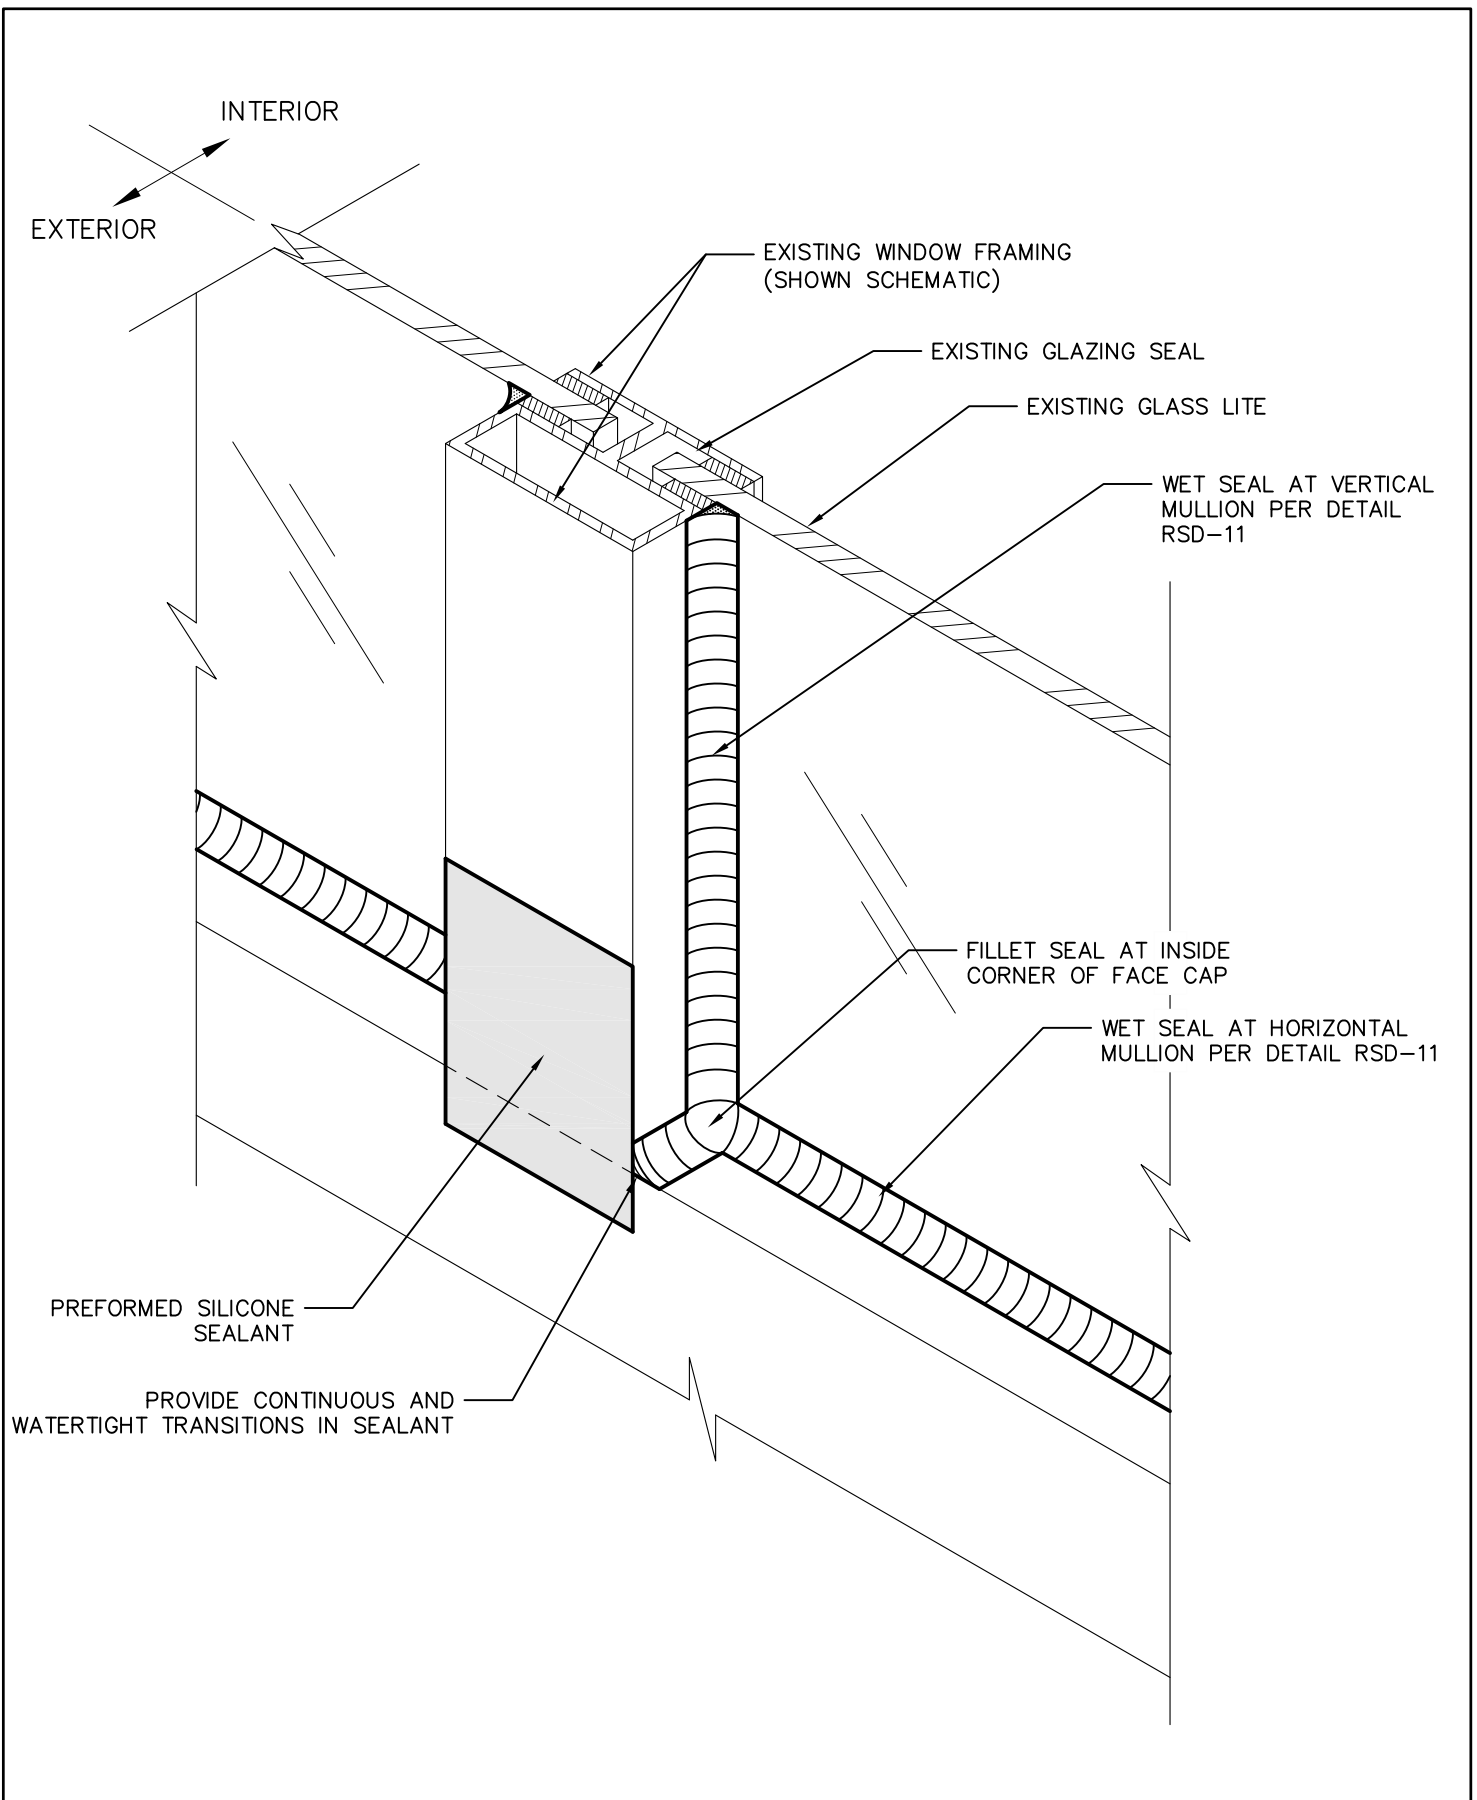 INTERIOR
EXTERIOR
EXISTING WINDOW FRAMING
(SHOWN SCHEMATIC)
EXISTING GLAZING SEAL
EXISTING GLASS LITE
WET SEAL AT VERTICAL
MULLION PER DETAIL
RSD-11
FILLET SEAL AT INSIDE
CORNER OF FACE CAP
WET SEAL AT HORIZONTAL
MULLION PER DETAIL RSD-11
PREFORMED SILICONE
SEALANT
PROVIDE CONTINUOUS AND
WATERTIGHT TRANSITIONS IN SEALANT